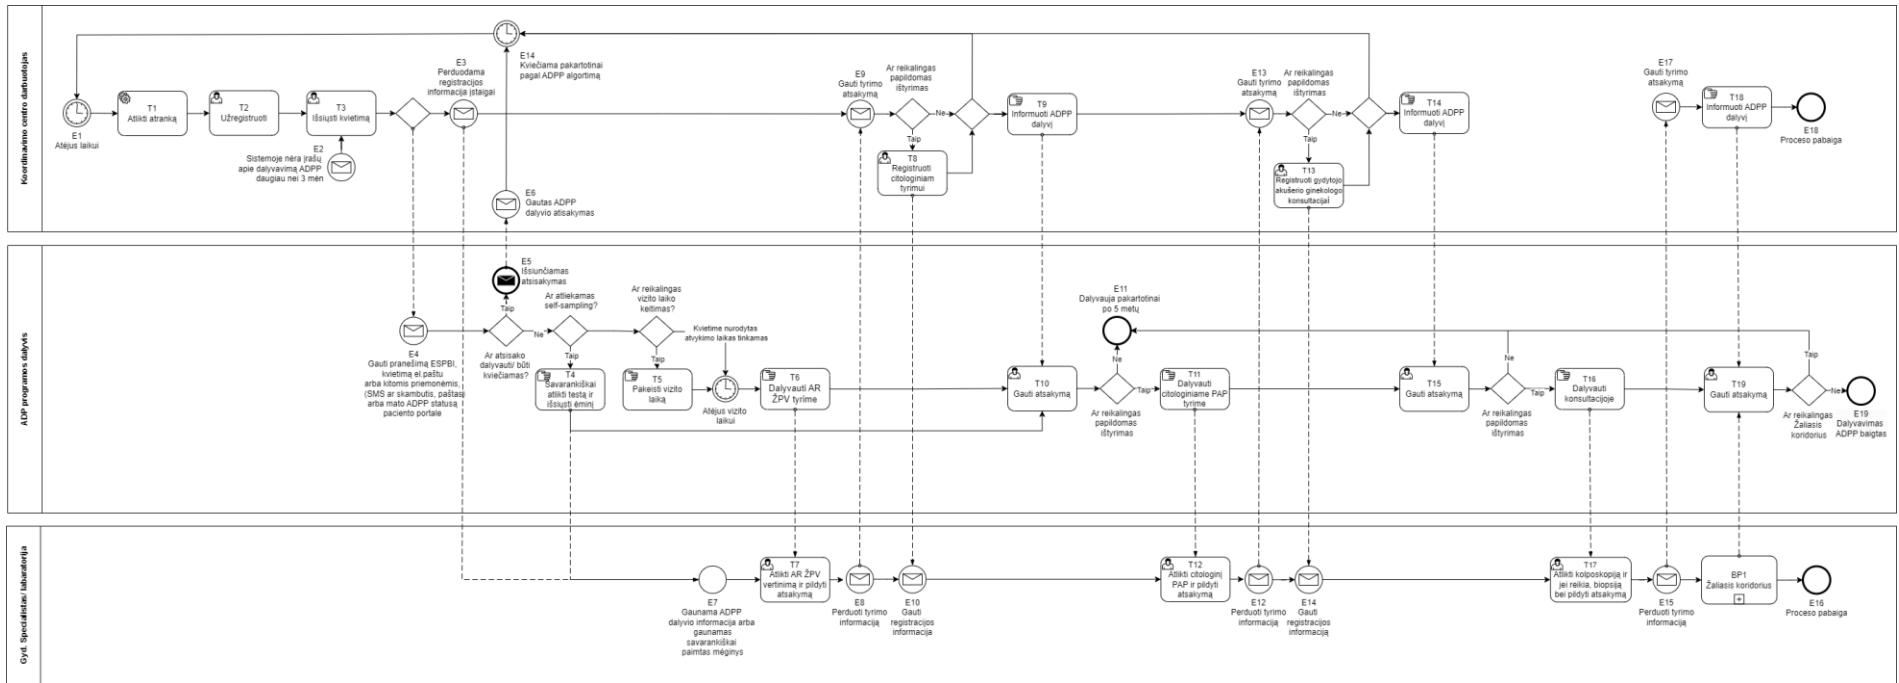 Koordinavimo centro darbuotojas
E1
Atėjus laikui
T1
Atlikti atranką
T2
Užregistruoti
T3
Išsiųsti kvietimą
E2
Sistemoje nėra įrašų
apie dalyvavimą ADPP
daugiau nei 3 mėn
E3
Perduodama
registracijos
informacija įstaigai
E14
Kviečiama pakartotinai
pagal ADPP algortimą
E6
Gautas ADPP
dalyvio atisakymas
E9
Gauti tyrimo
atsakymą
Ar reikalingas
papildomas
ištyrimas
Ne
Taip
T8
Registruoti
citologiniam
tyrimui
T9
Informuoti ADPP
dalyvį
E13
Gauti tyrimo
atsakymą
Ar reikalingas
papildomas
ištyrimas
Ne
Taip
T13
Registruoti gydytojo
akušerio ginekologo
konsultacijai
T14
Informuoti ADPP
dalyvį
E17
Gauti tyrimo
atsakymą
T18
Informuoti ADPP
dalyvį
E18
Proceso pabaiga
ADP programos dalyvis
E4
Gauti pranešimą ESPBI,
kvietimą el.paštu
arba kitomis priemonėmis,
(SMS ar skambutis, paštas)
arba mato ADPP statusą
paciento portale
E5
Išsiunčiamas
atsisakymas
Taip
Ar atsisako
dalyvauti/ būti
kviečiamas?
Ne
Ar atliekamas
self-sampling?
Taip
T4
Savarankiškai
atlikti testą ir
išsiųsti ėminį
Ar reikalingas
vizito laiko
keitimas?
Kvietime nurodytas
atvykimo laikas tinkamas
Taip
T5
Pakeisti vizito
laiką
Atėjus vizito
laikui
T6
Dalyvauti AR
ŽPV tyrime
T10
Gauti atsakymą
E11
Dalyvauja pakartotinai
po 5 metų
Ne
Taip
Ar reikalingas
papildomas
ištyrimas
T11
Dalyvauti
citologiniame PAP
tyrime
T15
Gauti atsakymą
Ne
Taip
Ar reikalingas
papildomas
ištyrimas
T16
Dalyvauti
konsultacijoje
T19
Gauti atsakymą
Taip
Ne
Ar reikalingas
Žaliasis
koridorius
E19
Dalyvavimas
ADPP baigtas
Gyd. Specialistas/ labaratorija
E7
Gaunama ADPP
dalyvio informacija arba
gaunamas
savarankiškai
paimtas mėginys
T7
Atlikti AR ŽPV
vertinimą ir pildyti
atsakymą
E8
Perduoti tyrimo
informaciją
E10
Gauti
registracijos
informacija
T12
Atlikti citologinį
PAP ir pildyti
atsakymą
E12
Perduoti tyrimo
informaciją
E14
Gauti
registracijos
informaciją
T17
Atlikti kolposkopiją ir
jei reikia, biopsiją
bei pildyti atsakymą
E15
Perduoti tyrimo
informaciją
BP1
Žaliasis koridorius
E16
Proceso pabaiga